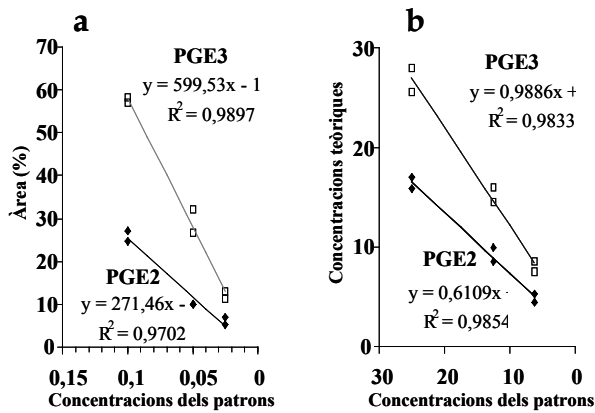 a
70
60
50
40
30
20
10
0
Àrea (%)
PGE3
y = 599,53x - 1
R2 = 0,9897
PGE2
y = 271,46x -
R2 = 0,9702
0,15 0,1 0,05 0
Concentracions dels patrons
b
30
20
10
0
Concentracions teòriques
PGE3
y = 0,9886x +
R2 = 0,9833
PGE2
y = 0,6109x
R2 = 0,9854
30 20 10 0
Concentracions dels patrons